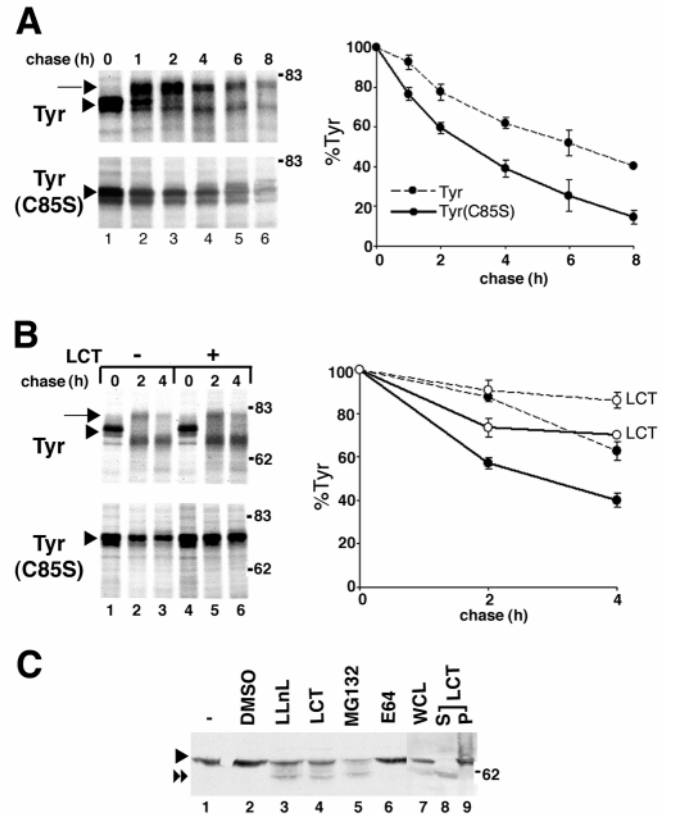 A
chase (h) 0 1 2 4 6 8
-83
Tyr
-83
Tyr
(C85S)
1 2 3 4 5 6
100
80
60
40
20
0
%Tyr
Tyr
Tyr(C85S)
0 2 4 6 8
chase (h)
B
LCT - +
chase (h) 0 2 4 0 2 4
-83
Tyr
-62
-83
Tyr
(C85S)
-62
1 2 3 4 5 6
100
80
60
40
20
0
%Tyr
LCT
LCT
0 2 4
chase (h)
C
- DMSO LLnL LCT MG132 E64 WCL S P ] LCT
-62
1 2 3 4 5 6 7 8 9